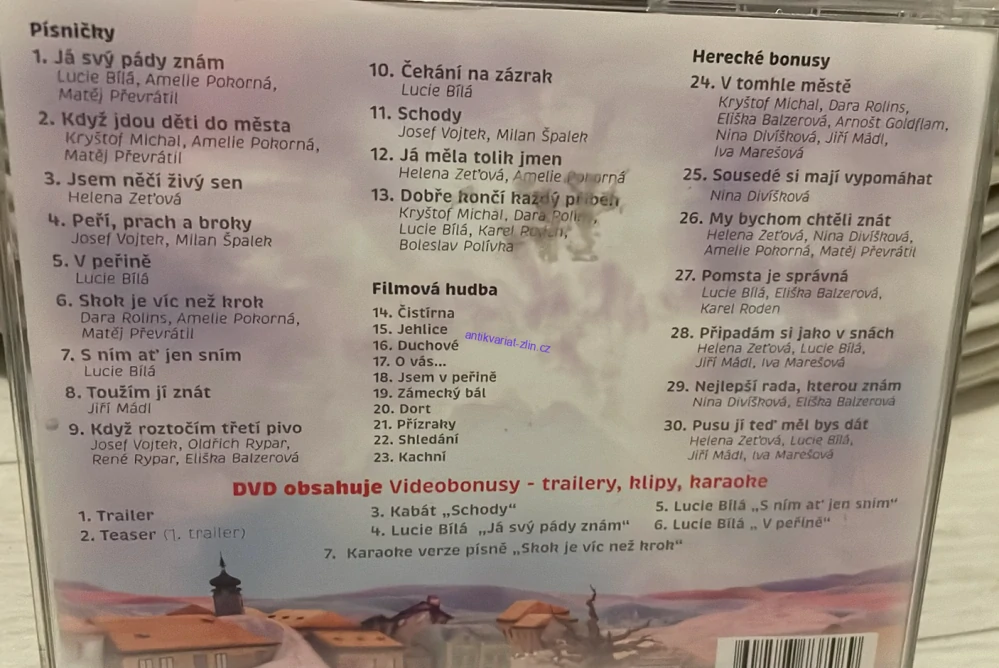 Písničky
1. Já svý pády znám
Lucie Bílá, Amelie Pokorná,
Matěj Převrátil
2. Když jdou děti do města
Kryštof Michal, Amelie Pokorná,
Matěj Převrátil
3. Jsem něčí živý sen
Helena Zeťová
4. Peří, prach a broky
Josef Vojtek, Milan Špalek
5. V peřině
Lucie Bílá
6. Skok je víc než krok
Dara Rolins, Amelie Pokorná,
Matěj Převrátil
7. S ním ať jen sním
Lucie Bílá
8. Toužím jí znát
Jiří Mádl
9. Když roztočím třetí pivo
Josef Vojtek, Oldřich Rypar,
René Rypar, Eliška Balzerová
10. Čekání na zázrak
Lucie Bílá
11. Schody
Josef Vojtek, Milan Špalek
12. Já měla tolik jmen
Helena Zeťová, Amelie Pokorná
13. Dobře končí každý příběh
Kryštof Michal, Dara
Lucie Bílá, Karel
Boleslav Polívka
Filmová hudba
14. Čistírna
15. Jehlice
16. Duchové
17. O vás...
18. Jsem v peřině
19. Zámecký bál
20. Dort
21. Přízraky
22. Shledání
23. Kachní
antikvariat-zlin.cz
Herecké bonusy
24. V tomhle městě
Kryštof Michal, Dara Rolins,
Eliška Balzerová, Arnošt Goldflam,
Nina Divíšková, Jiří Mádl,
Iva Marešová
25. Sousedé si mají vypomáhat
Nina Divíšková
26. My bychom chtěli znát
Helena Zeťová, Nina Divíšková,
Amelie Pokorná, Matěj Převrátil
27. Pomsta je správná
Lucie Bílá, Eliška Balzerová,
Karel Roden
28. Připadám si jako v snách
Helena Zeťová, Lucie Bílá,
Jiří Mádl, Iva Marešová
29. Nejlepší rada, kterou znám
Nina Divíšková, Eliška Balzerová
30. Pusu jí teď měl bys dát
Helena Zeťová, Lucie Bílá,
Jiří Mádl, Iva Marešová
DVD obsahuje Videobonusy - trailery, klipy, karaoke
1. Trailer
2. Teaser (1. trailer)
3. Kabát „Schody“
4. Lucie Bílá „Já svý pády znám“
5. Lucie Bílá „S ním ať jen sním“
6. Lucie Bílá „ V peřině“
7. Karaoke verze písně „Skok je víc než krok“